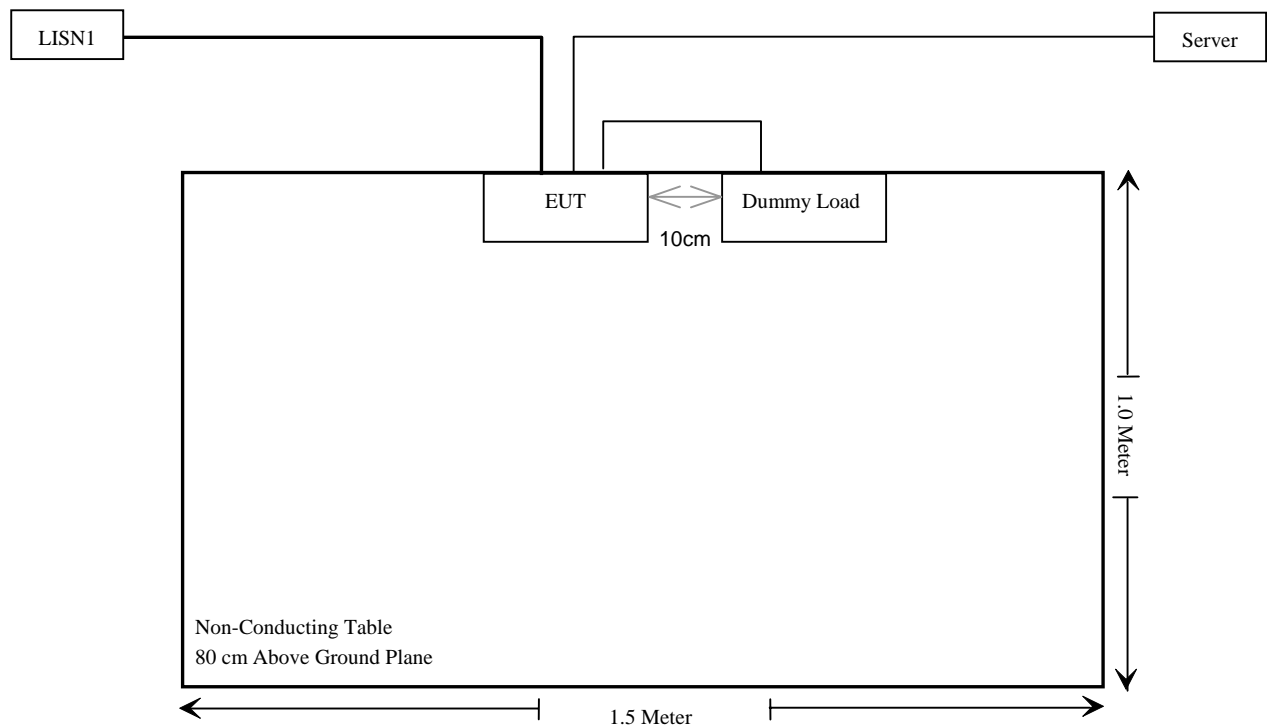 LISN1
Server
EUT
Dummy Load
10cm
1.0 Meter
Non-Conducting Table
80 cm Above Ground Plane
1.5 Meter